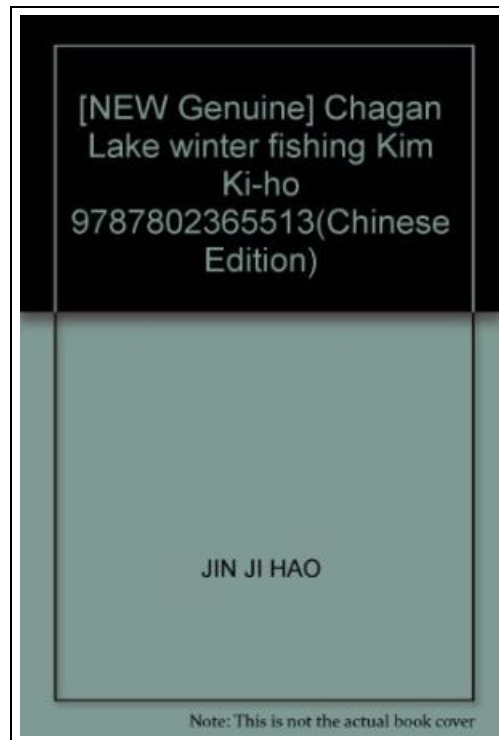 [NEW Genuine] Chagan
Lake winter fishing Kim
Ki-ho
9787802365513(Chinese
Edition)
JIN JI HAO
Note: This is not the actual book cover